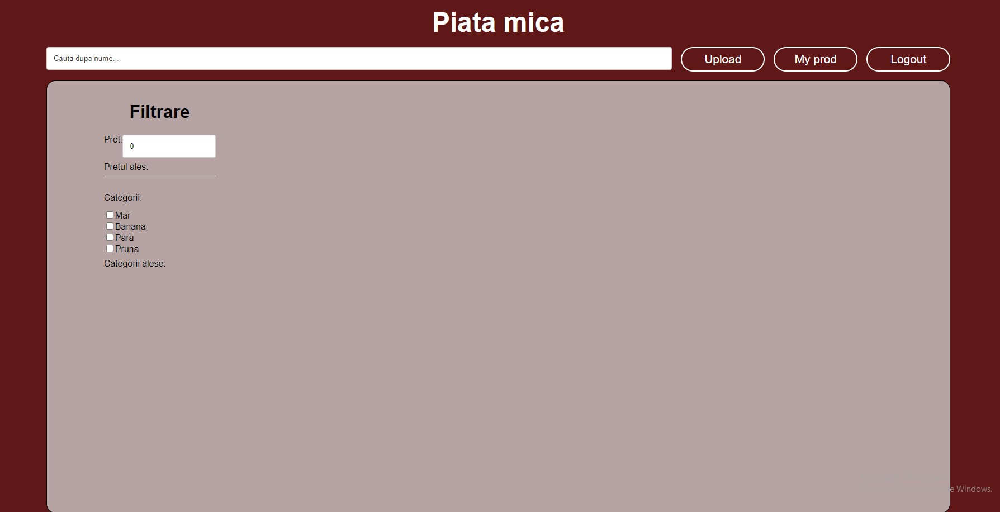 Piata mica
Cauta dupa nume...
Upload
My prod
Logout
Filtrare
Pret:
0
Pretul ales:
Categorii:
Mar
Banana
Para
Pruna
Categorii alese:
Windows.